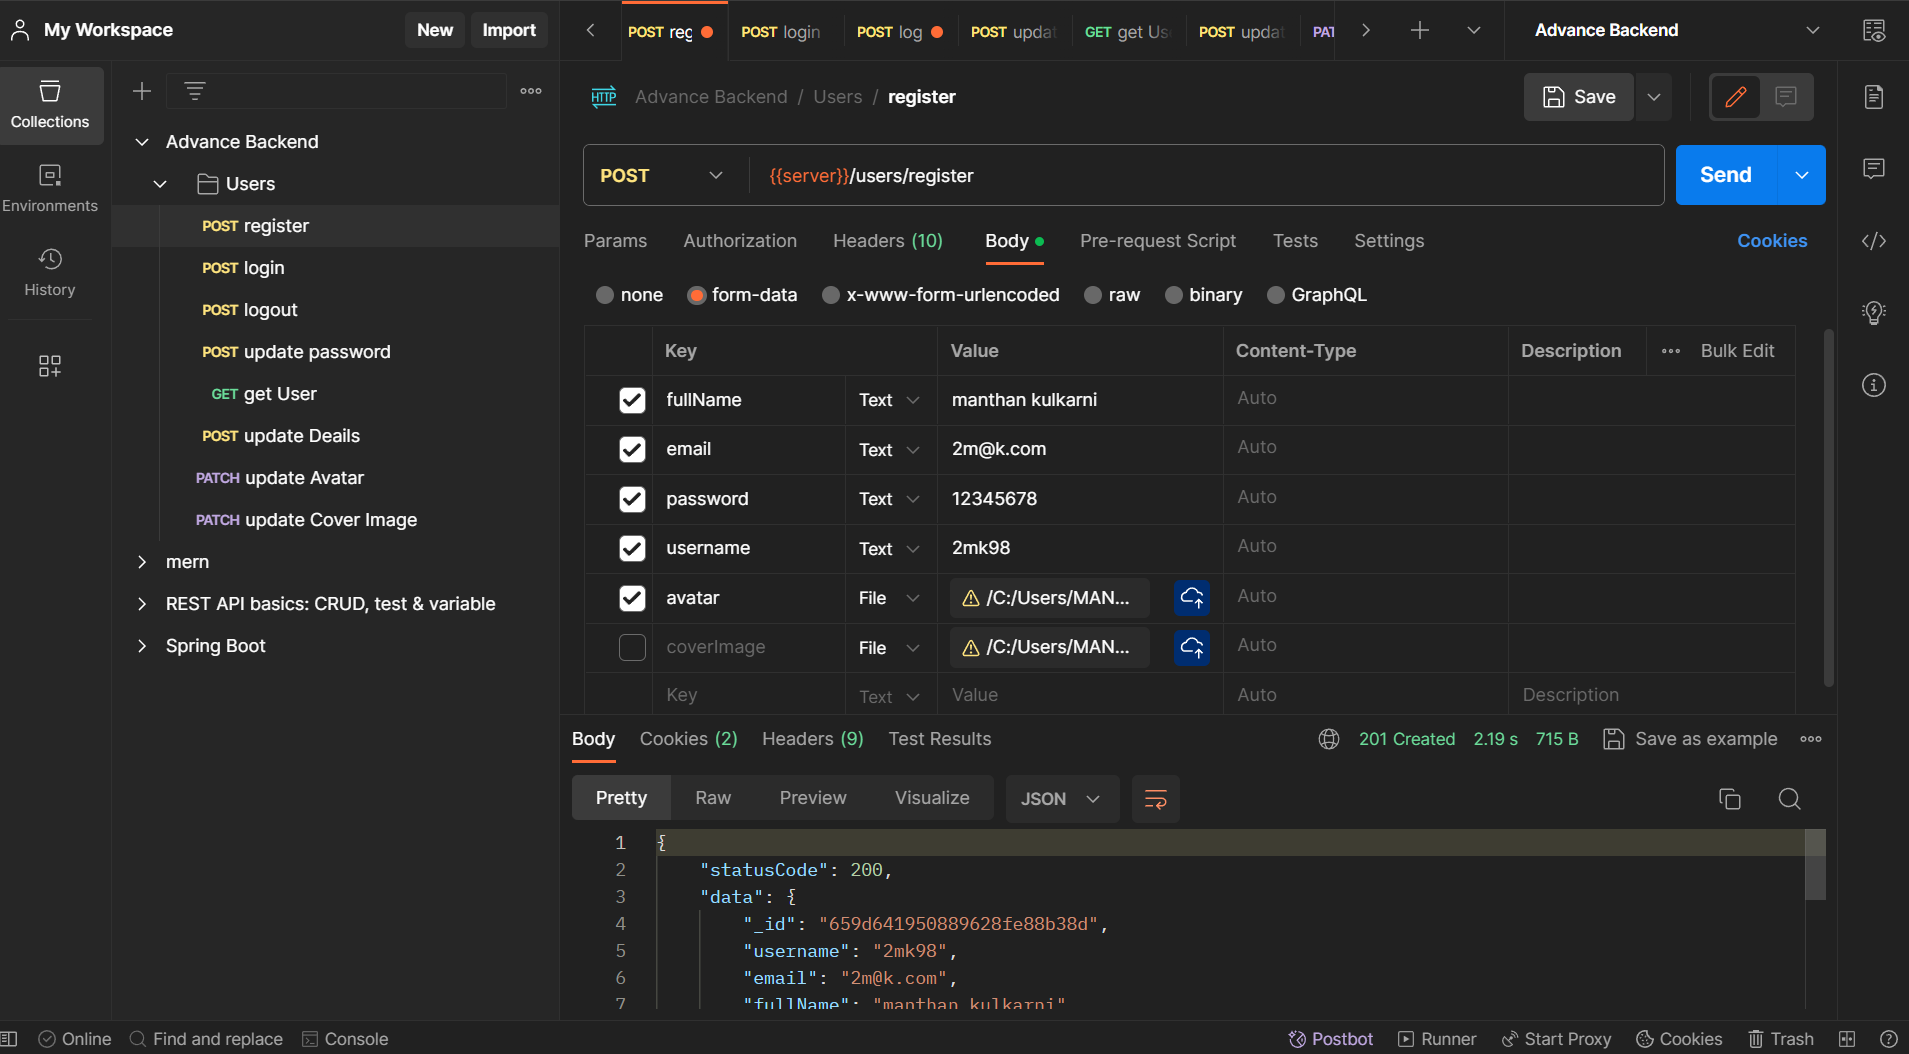 My Workspace
New
Import
POST reg
POST login
POST log
POST updat
GET get Us
POST updat
PAT
Advance Backend
Collections
Environments
History
Advance Backend
Users
POST register
POST login
POST logout
POST update password
GET get User
POST update Deails
PATCH update Avatar
PATCH update Cover Image
mern
REST API basics: CRUD, test & variable
Spring Boot
HTTP Advance Backend / Users / register
Save
POST {{server}}/users/register
Send
Params Authorization Headers (10) Body Pre-request Script Tests Settings Cookies
none form-data x-www-form-urlencoded raw binary GraphQL
Key Value Content-Type Description Bulk Edit
fullName Text manthan kulkarni Auto
email Text 2m@k.com Auto
password Text 12345678 Auto
username Text 2mk98 Auto
avatar File /C:/Users/MAN... Auto
coverImage File /C:/Users/MAN... Auto
Key Text Value Auto Description
Body Cookies (2) Headers (9) Test Results 201 Created 2.19 s 715 B Save as example
Pretty Raw Preview Visualize JSON
1 {
2 "statusCode": 200,
3 "data": {
4 "_id": "659d641950889628fe88b38d",
5 "username": "2mk98",
6 "email": "2m@k.com",
7 "fullName": "manthan kulkarni"
Online Find and replace Console Postbot Runner Start Proxy Cookies Trash